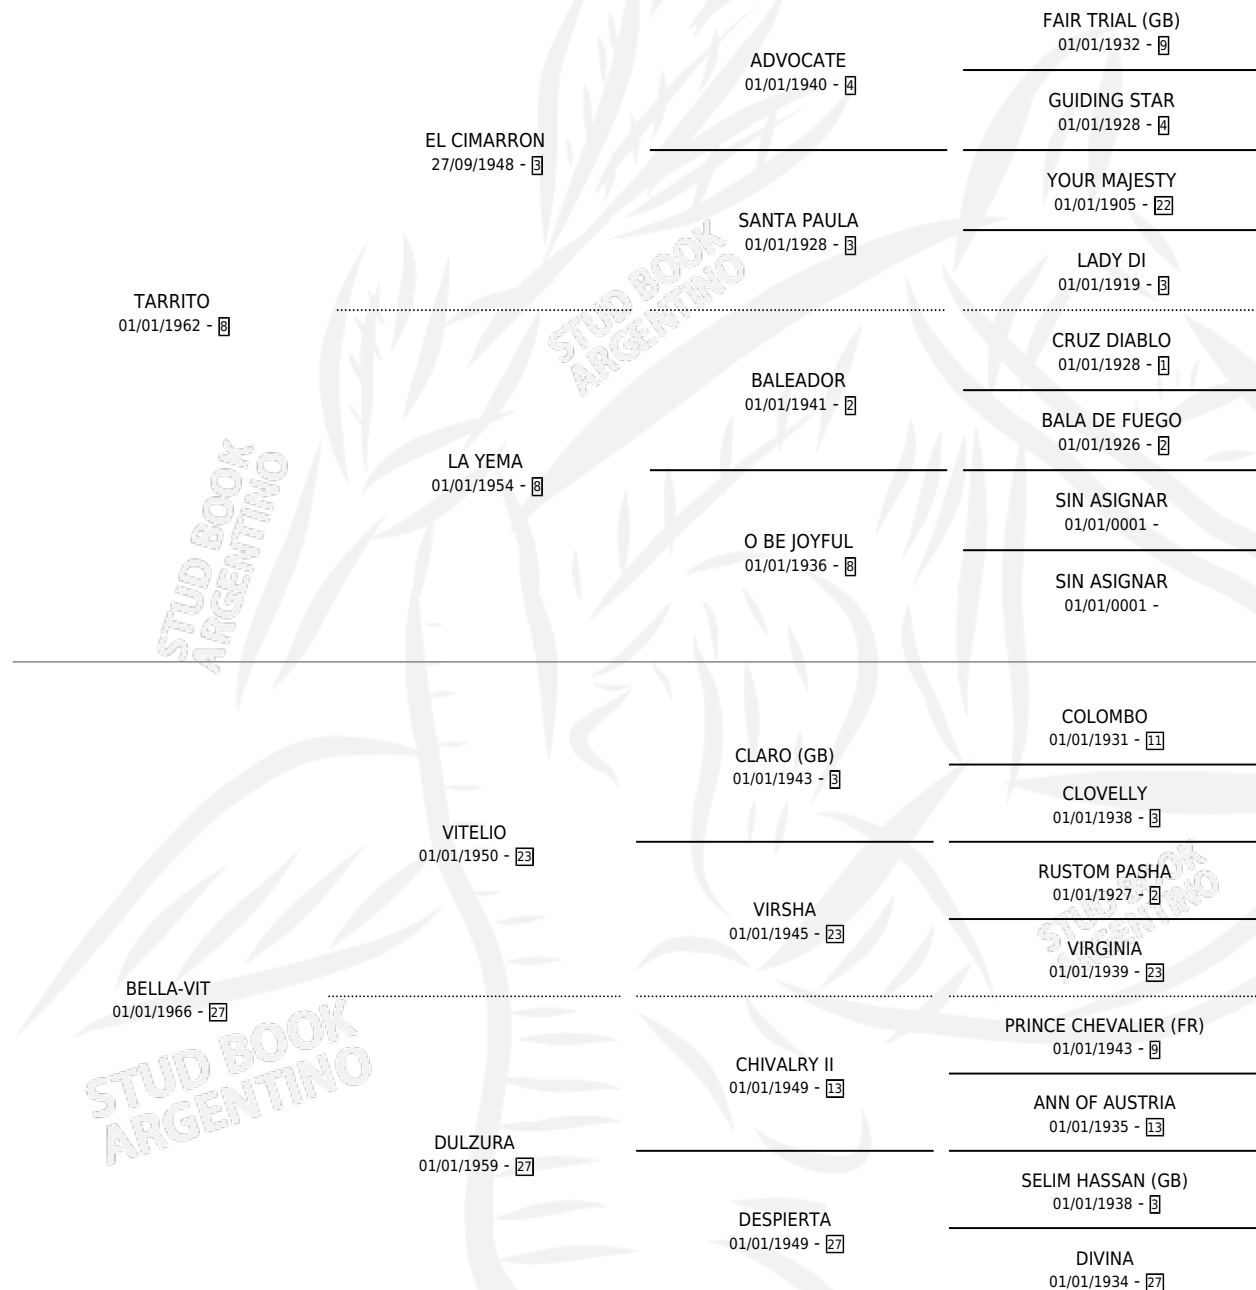 FAIR TRIAL (GB)
01/01/1932 - 9
ADVOCATE
01/01/1940 - 4
GUIDING STAR
01/01/1928 - 4
EL CIMARRON
27/09/1948 - 3
YOUR MAJESTY
01/01/1905 - 22
SANTA PAULA
01/01/1928 - 3
LADY DI
01/01/1919 - 3
TARRITO
01/01/1962 - 8
CRUZ DIABLO
01/01/1928 - 1
BALEADOR
01/01/1941 - 2
BALA DE FUEGO
01/01/1926 - 2
LA YEMA
01/01/1954 - 8
SIN ASIGNAR
01/01/0001 -
O BE JOYFUL
01/01/1936 - 8
SIN ASIGNAR
01/01/0001 -
COLOMBO
01/01/1931 - 11
CLARO (GB)
01/01/1943 - 3
CLOVELLY
01/01/1938 - 3
VITELIO
01/01/1950 - 23
RUSTOM PASHA
01/01/1927 - 2
VIRSHA
01/01/1945 - 23
VIRGINIA
01/01/1939 - 23
BELLA-VIT
01/01/1966 - 27
PRINCE CHEVALIER (FR)
01/01/1943 - 9
CHIVALRY II
01/01/1949 - 13
ANN OF AUSTRIA
01/01/1935 - 13
DULZURA
01/01/1959 - 27
SELIM HASSAN (GB)
01/01/1938 - 3
DESPIERTA
01/01/1949 - 27
DIVINA
01/01/1934 - 27
STUD BOOK
ARGENTINO
STUD BOOK
ARGENTINO
STUD BOOK
ARGENTINO
STUD BOOK
ARGENTINO